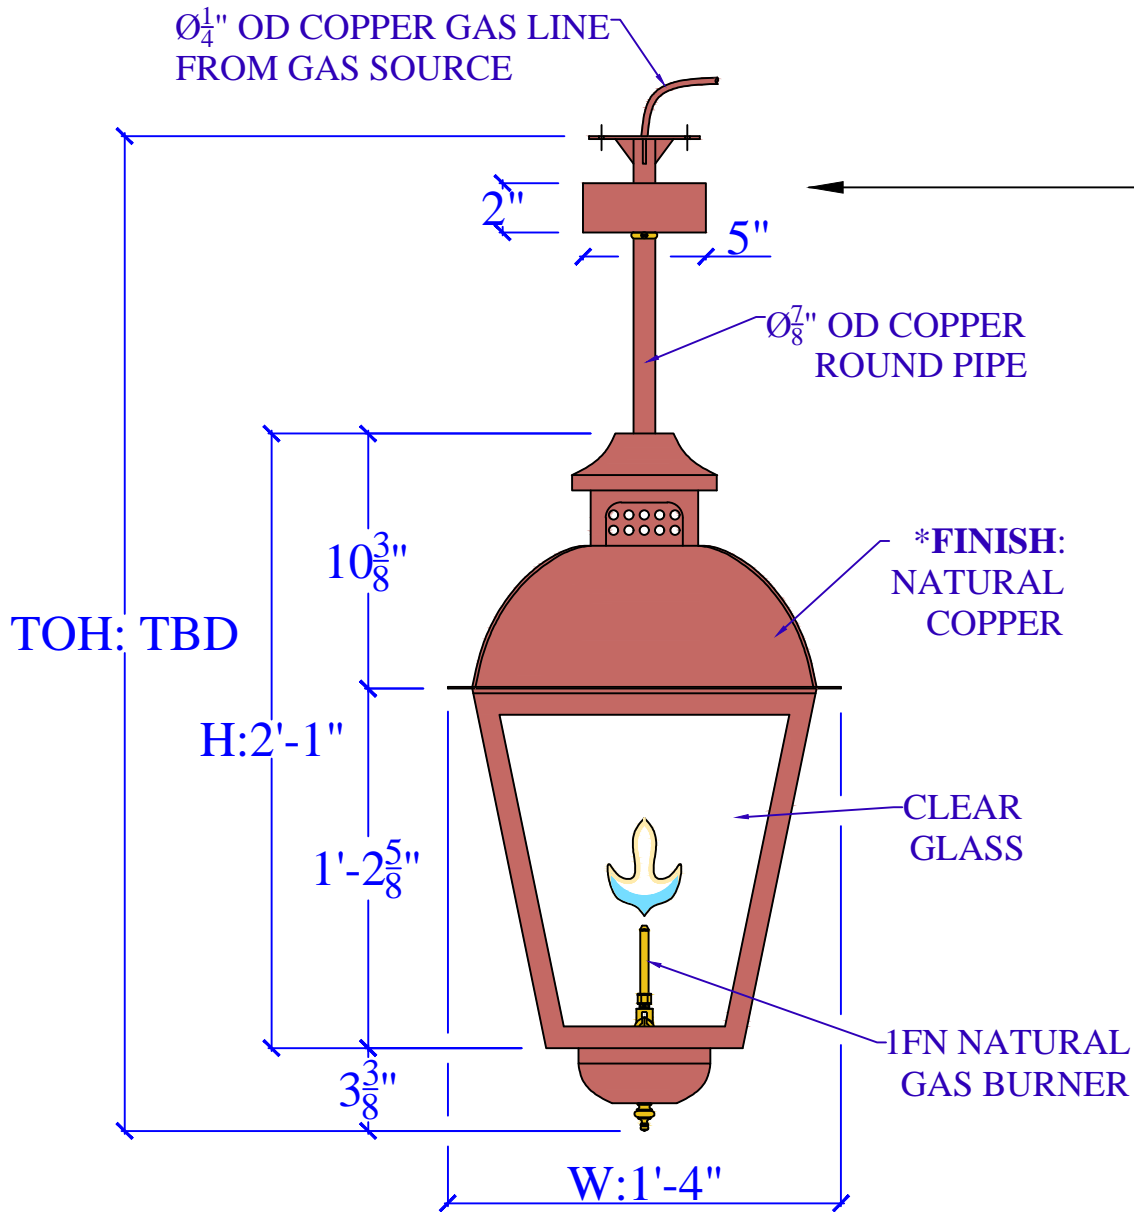 Ø1/4" OD COPPER GAS LINE
FROM GAS SOURCE
2"
5"
Ø7/8" OD COPPER
ROUND PIPE
10 3/8"
*FINISH:
NATURAL
COPPER
TOH: TBD
H:2'-1"
CLEAR
GLASS
1'-2 5/8"
1FN NATURAL
GAS BURNER
3 3/8"
W:1'-4"